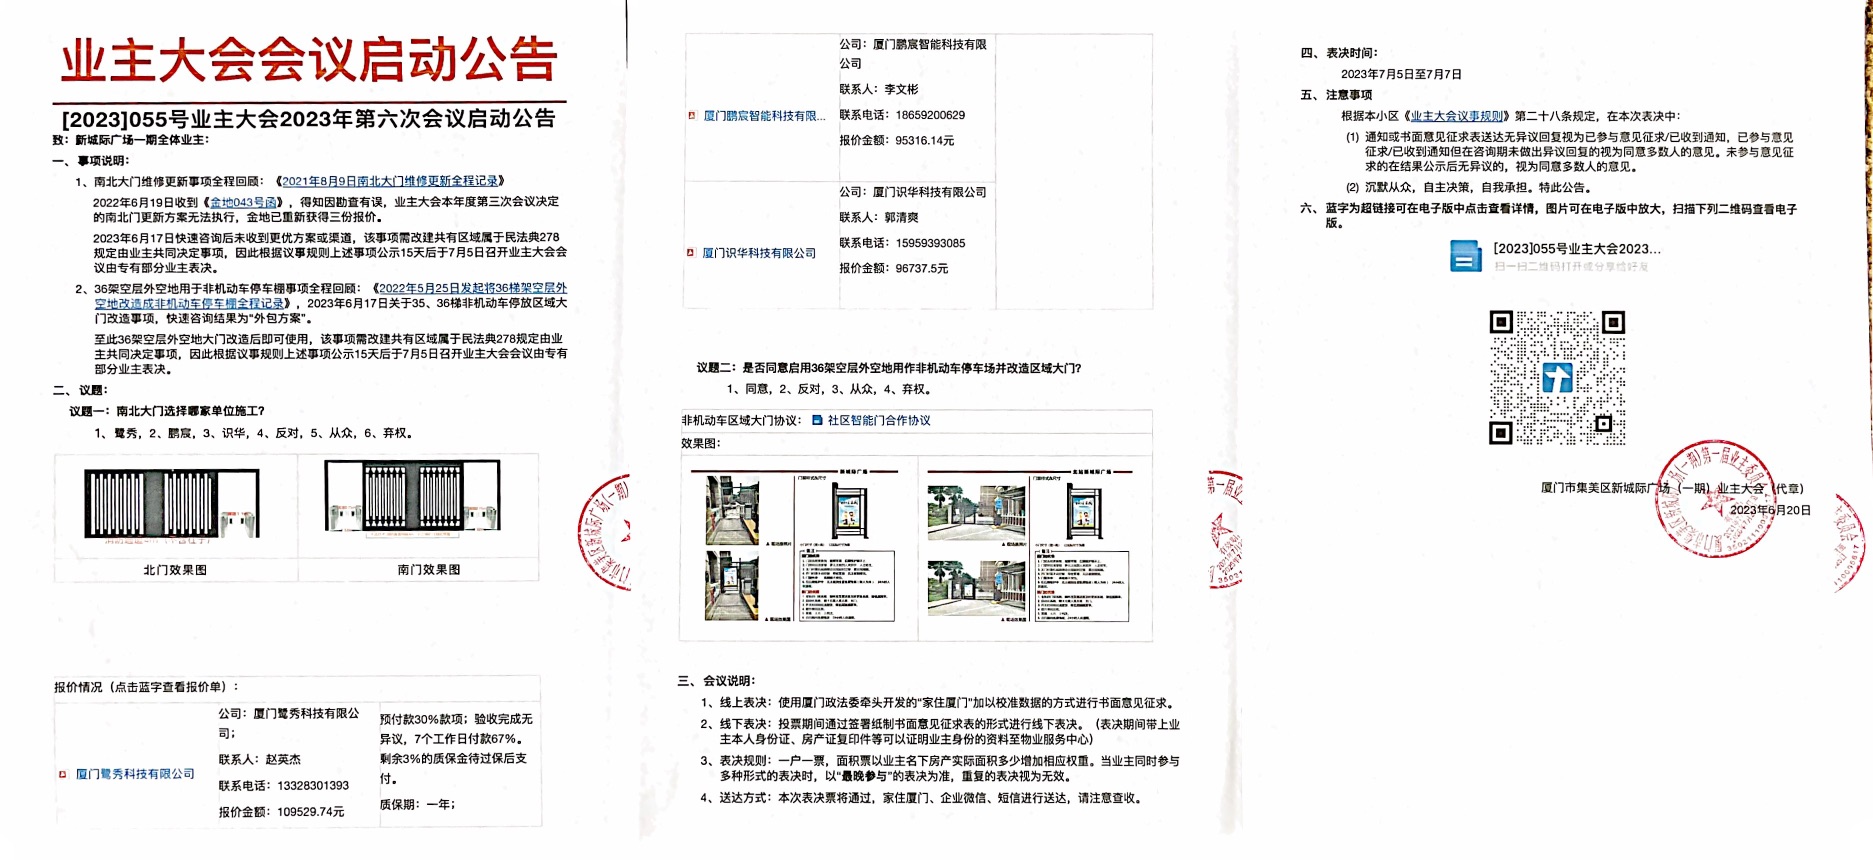 业主大会会议启动公告
[2023]055号业主大会2023年第六次会议启动公告
致：新城际广场一期全体业主：
一、事项说明：
1、南北大门维修更新事项全程回顾：《2021年8月9日南北大门维修更新全程记录》
2022年6月19日收到《金地043号函》，得知因勘查有误，业主大会本年度第三次会议决定
的南北门更新方案无法执行，金地已重新获得三份报价。
2023年6月17日快速咨询后未收到更优方案或渠道，该事项需改建共有区域属于民法典278
规定由业主共同决定事项，因此根据议事规则上述事项公示15天后于7月5日召开业主大会会
议由专有部分业主表决。
2、36架空层外空地用于非机动车停车棚事项全程回顾：《2022年5月25日发起将36梯架空层外
空地改造成非机动车停车棚全程记录》，2023年6月17日关于35、36梯非机动车停放区域大
门改造事项，快速咨询结果为“外包方案”。
至此36架空层外空地大门改造后即可使用，该事项需改建共有区域属于民法典278规定由业
主共同决定事项，因此根据议事规则上述事项公示15天后于7月5日召开业主大会会议由专有
部分业主表决。
二、议题：
议题一：南北大门选择哪家单位施工？
1、鹭秀，2、鹏宸，3、识华，4、反对，5、从众，6、弃权。
北门效果图
南门效果图
报价情况（点击蓝字查看报价单）：
厦门鹭秀科技有限公司
公司：厦门鹭秀科技有限公
司；
联系人：赵英杰
联系电话：13328301393
报价金额：109529.74元
预付款30%款项；验收完成无
异议，7个工作日付款67%。
剩余3%的质保金待过保后支
付。
质保期：一年；
厦门鹏宸智能科技有限...
公司：厦门鹏宸智能科技有限
公司
联系人：李文彬
联系电话：18659200629
报价金额：95316.14元
厦门识华科技有限公司
公司：厦门识华科技有限公司
联系人：郭清爽
联系电话：15959393085
报价金额：96737.5元
议题二：是否同意启用36架空层外空地用作非机动车停车场并改造区域大门？
1、同意，2、反对，3、从众，4、弃权。
非机动车区域大门协议：社区智能门合作协议
效果图：
三、会议说明：
1、线上表决：使用厦门政法委牵头开发的“家住厦门”加以校准数据的方式进行书面意见征求。
2、线下表决：投票期间通过签署纸制书面意见征求表的形式进行线下表决。（表决期间带上业
主本人身份证、房产证复印件等可以证明业主身份的资料至物业服务中心）
3、表决规则：一户一票，面积票以业主名下房产实际面积多少增加相应权重。当业主同时参与
多种形式的表决时，以“最晚参与”的表决为准，重复的表决视为无效。
4、送达方式：本次表决票将通过，家住厦门、企业微信、短信进行送达，请注意查收。
四、表决时间：
2023年7月5日至7月7日
五、注意事项
根据本小区《业主大会议事规则》第二十八条规定，在本次表决中：
(1) 通知或书面意见征求表送达无异议回复视为已参与意见征求/已收到通知，已参与意见
征求/已收到通知但在咨询期未做出异议回复的视为同意多数人的意见。未参与意见征
求的在结果公示后无异议的，视为同意多数人的意见。
(2) 沉默从众，自主决策，自我承担。特此公告。
六、蓝字为超链接可在电子版中点击查看详情，图片可在电子版中放大，扫描下列二维码查看电子
版。
[2023]055号业主大会2023...
扫一扫二维码打开或分享给好友
厦门市集美区新城际广场（一期）业主大会（代章）
2023年6月20日